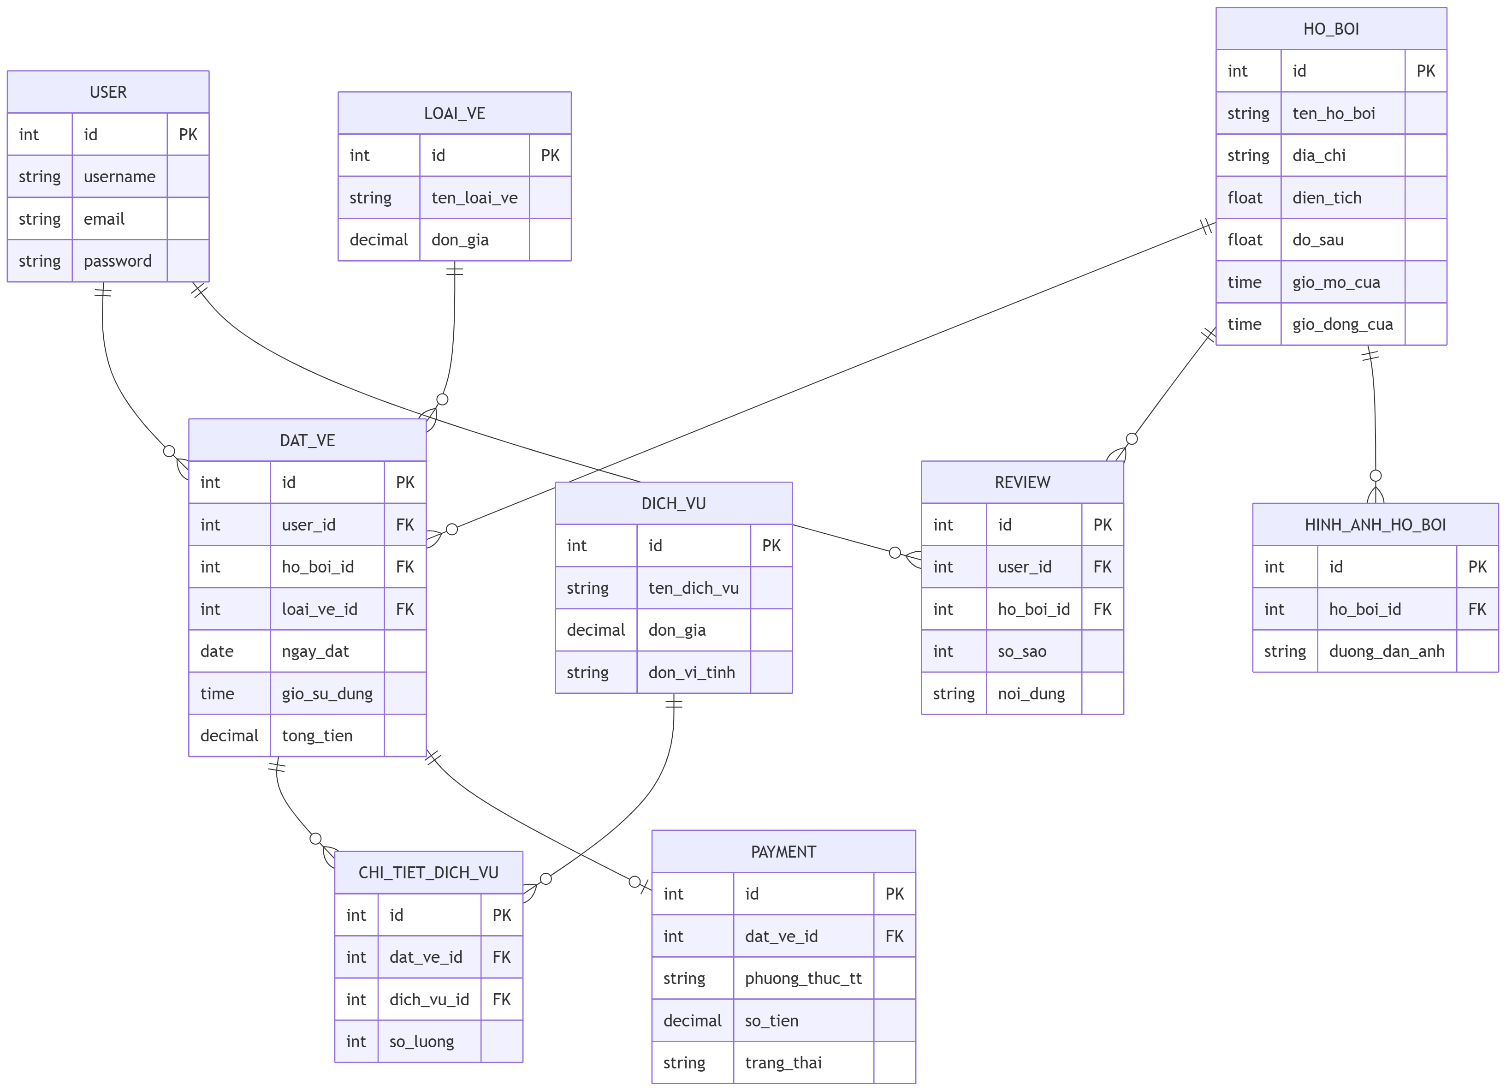 USER
int id PK
string username
string email
string password
LOAI_VE
int id PK
string ten_loai_ve
decimal don_gia
HO_BOI
int id PK
string ten_ho_boi
string dia_chi
float dien_tich
float do_sau
time gio_mo_cua
time gio_dong_cua
DAT_VE
int id PK
int user_id FK
int ho_boi_id FK
int loai_ve_id FK
date ngay_dat
time gio_su_dung
decimal tong_tien
DICH_VU
int id PK
string ten_dich_vu
decimal don_gia
string don_vi_tinh
REVIEW
int id PK
int user_id FK
int ho_boi_id FK
int so_sao
string noi_dung
HINH_ANH_HO_BOI
int id PK
int ho_boi_id FK
string duong_dan_anh
CHI_TIET_DICH_VU
int id PK
int dat_ve_id FK
int dich_vu_id FK
int so_luong
PAYMENT
int id PK
int dat_ve_id FK
string phuong_thuc_tt
decimal so_tien
string trang_thai